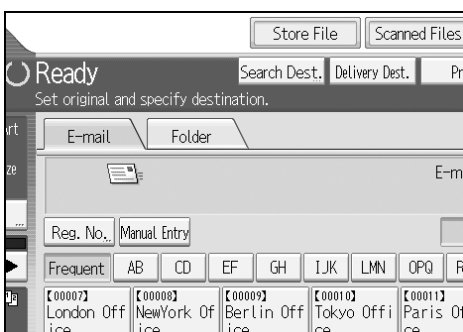 Store File Scanned Files
Ready Search Dest. Delivery Dest.
Set original and specify destination.
E-mail Folder
ze
E-m
Reg. No. Manual Entry
Frequent AB CD EF GH IJK LMN OPQ
【00007】 【00008】 【00009】 【00010】 【00011】
London Off NewYork Of Berlin Off Tokyo Offi Paris Of
ice ice ice ce ce